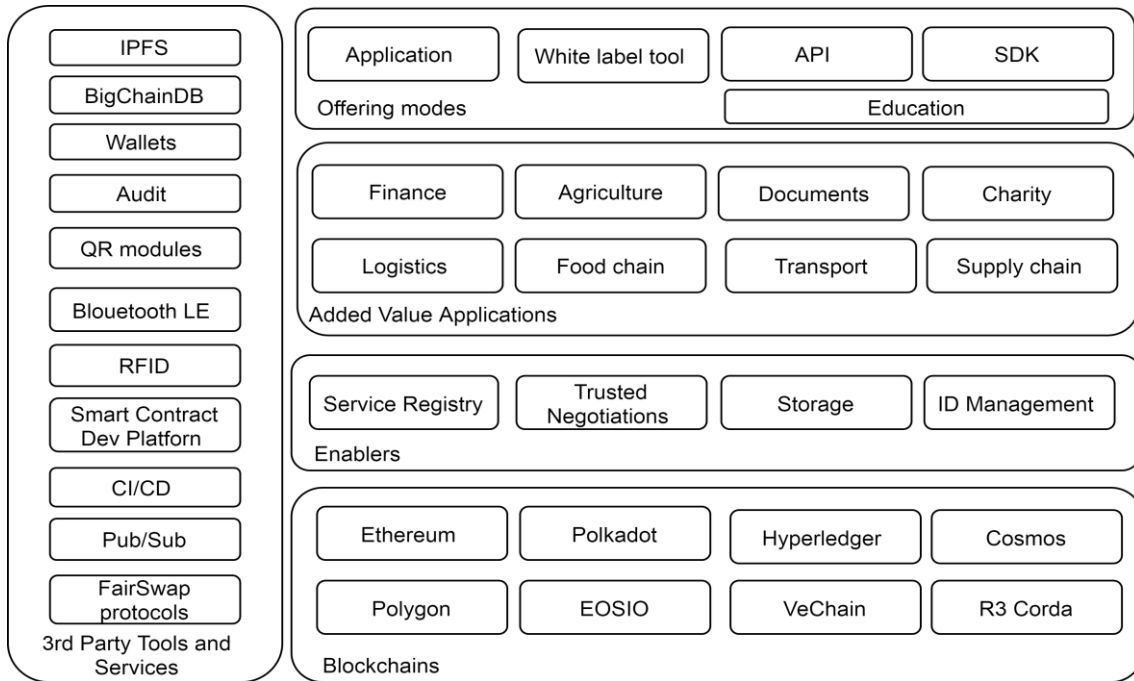 IPFS
BigChainDB
Wallets
Audit
QR modules
Blouetooth LE
RFID
Smart Contract
Dev Platforn
CI/CD
Pub/Sub
FairSwap
protocols
3rd Party Tools and
Services
Application
White label tool
API
SDK
Offering modes
Education
Finance
Agriculture
Documents
Charity
Logistics
Food chain
Transport
Supply chain
Added Value Applications
Service Registry
Trusted
Negotiations
Storage
ID Management
Enablers
Ethereum
Polkadot
Hyperledger
Cosmos
Polygon
EOSIO
VeChain
R3 Corda
Blockchains